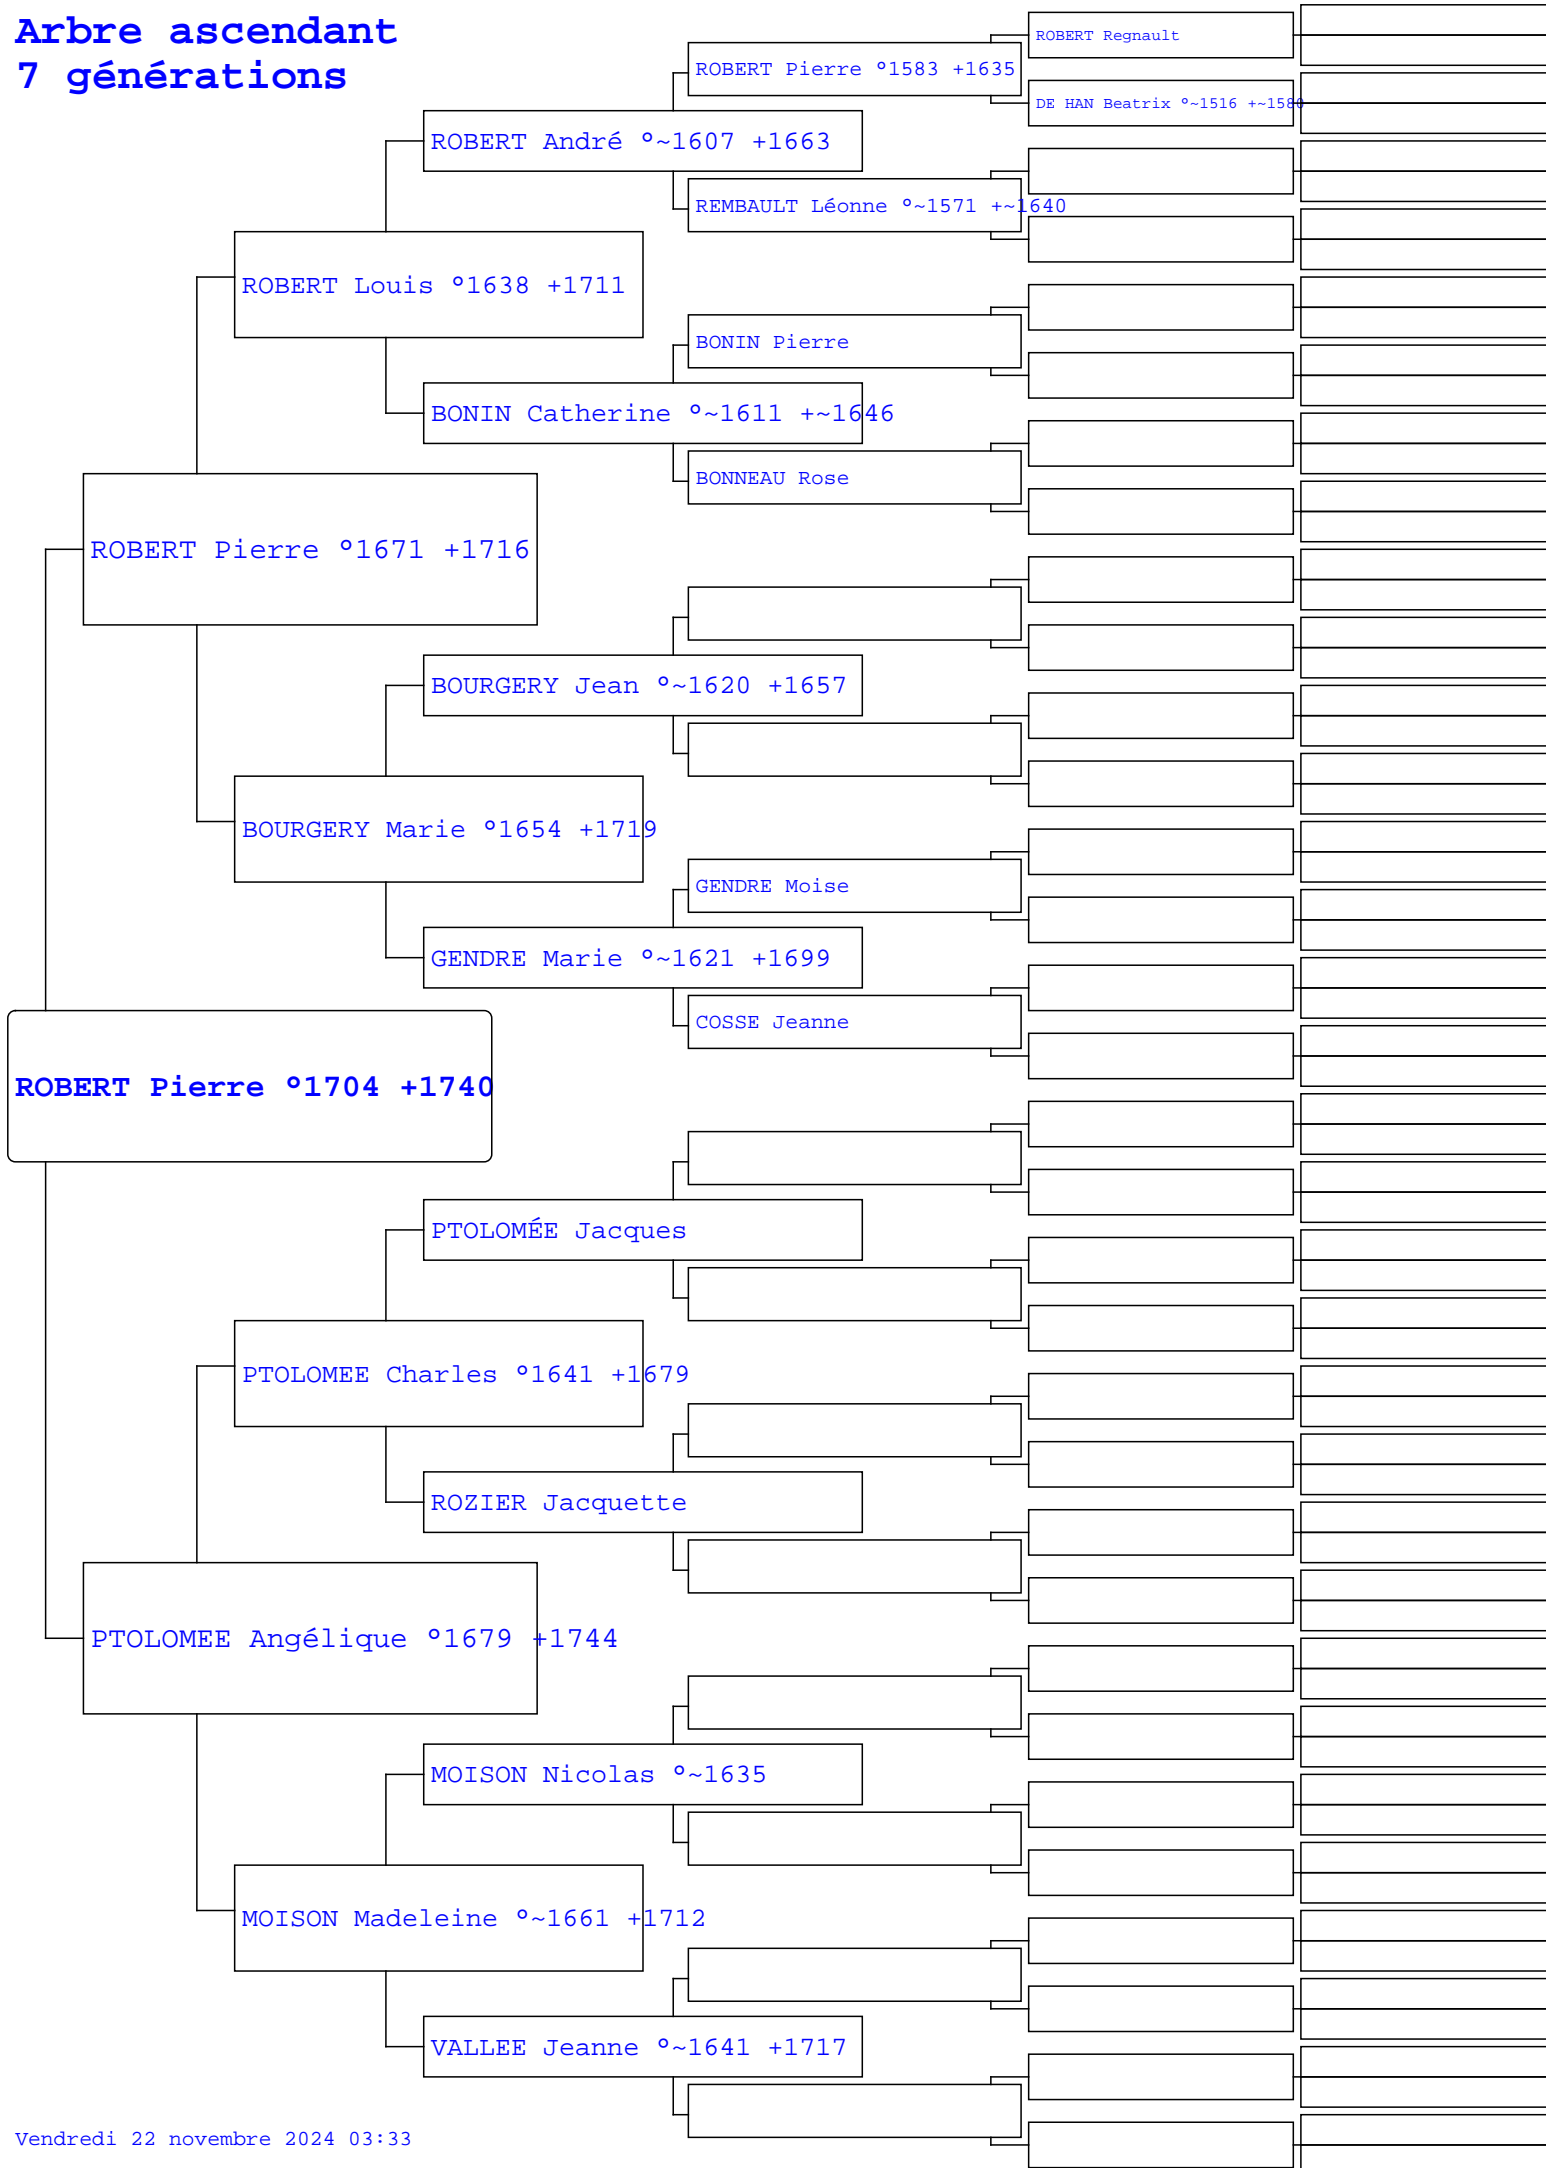 Arbre ascendant
7 générations
ROBERT Regnault
ROBERT Pierre °1583 +1635
DE HAN Beatrix °~1516 +~1580
ROBERT André °~1607 +1663
REMBAULT Léonne °~1571 +~1640
ROBERT Louis °1638 +1711
BONIN Pierre
BONIN Catherine °~1611 +~1646
BONNEAU Rose
ROBERT Pierre °1671 +1716
BOURGERY Jean °~1620 +1657
BOURGERY Marie °1654 +1719
GENDRE Moise
GENDRE Marie °~1621 +1699
COSSE Jeanne
ROBERT Pierre °1704 +1740
PTOLOMÉE Jacques
PTOLOMEE Charles °1641 +1679
ROZIER Jacquette
PTOLOMEE Angélique °1679 +1744
MOISON Nicolas °~1635
MOISON Madeleine °~1661 +1712
VALLEE Jeanne °~1641 +1717
Vendredi 22 novembre 2024 03:33